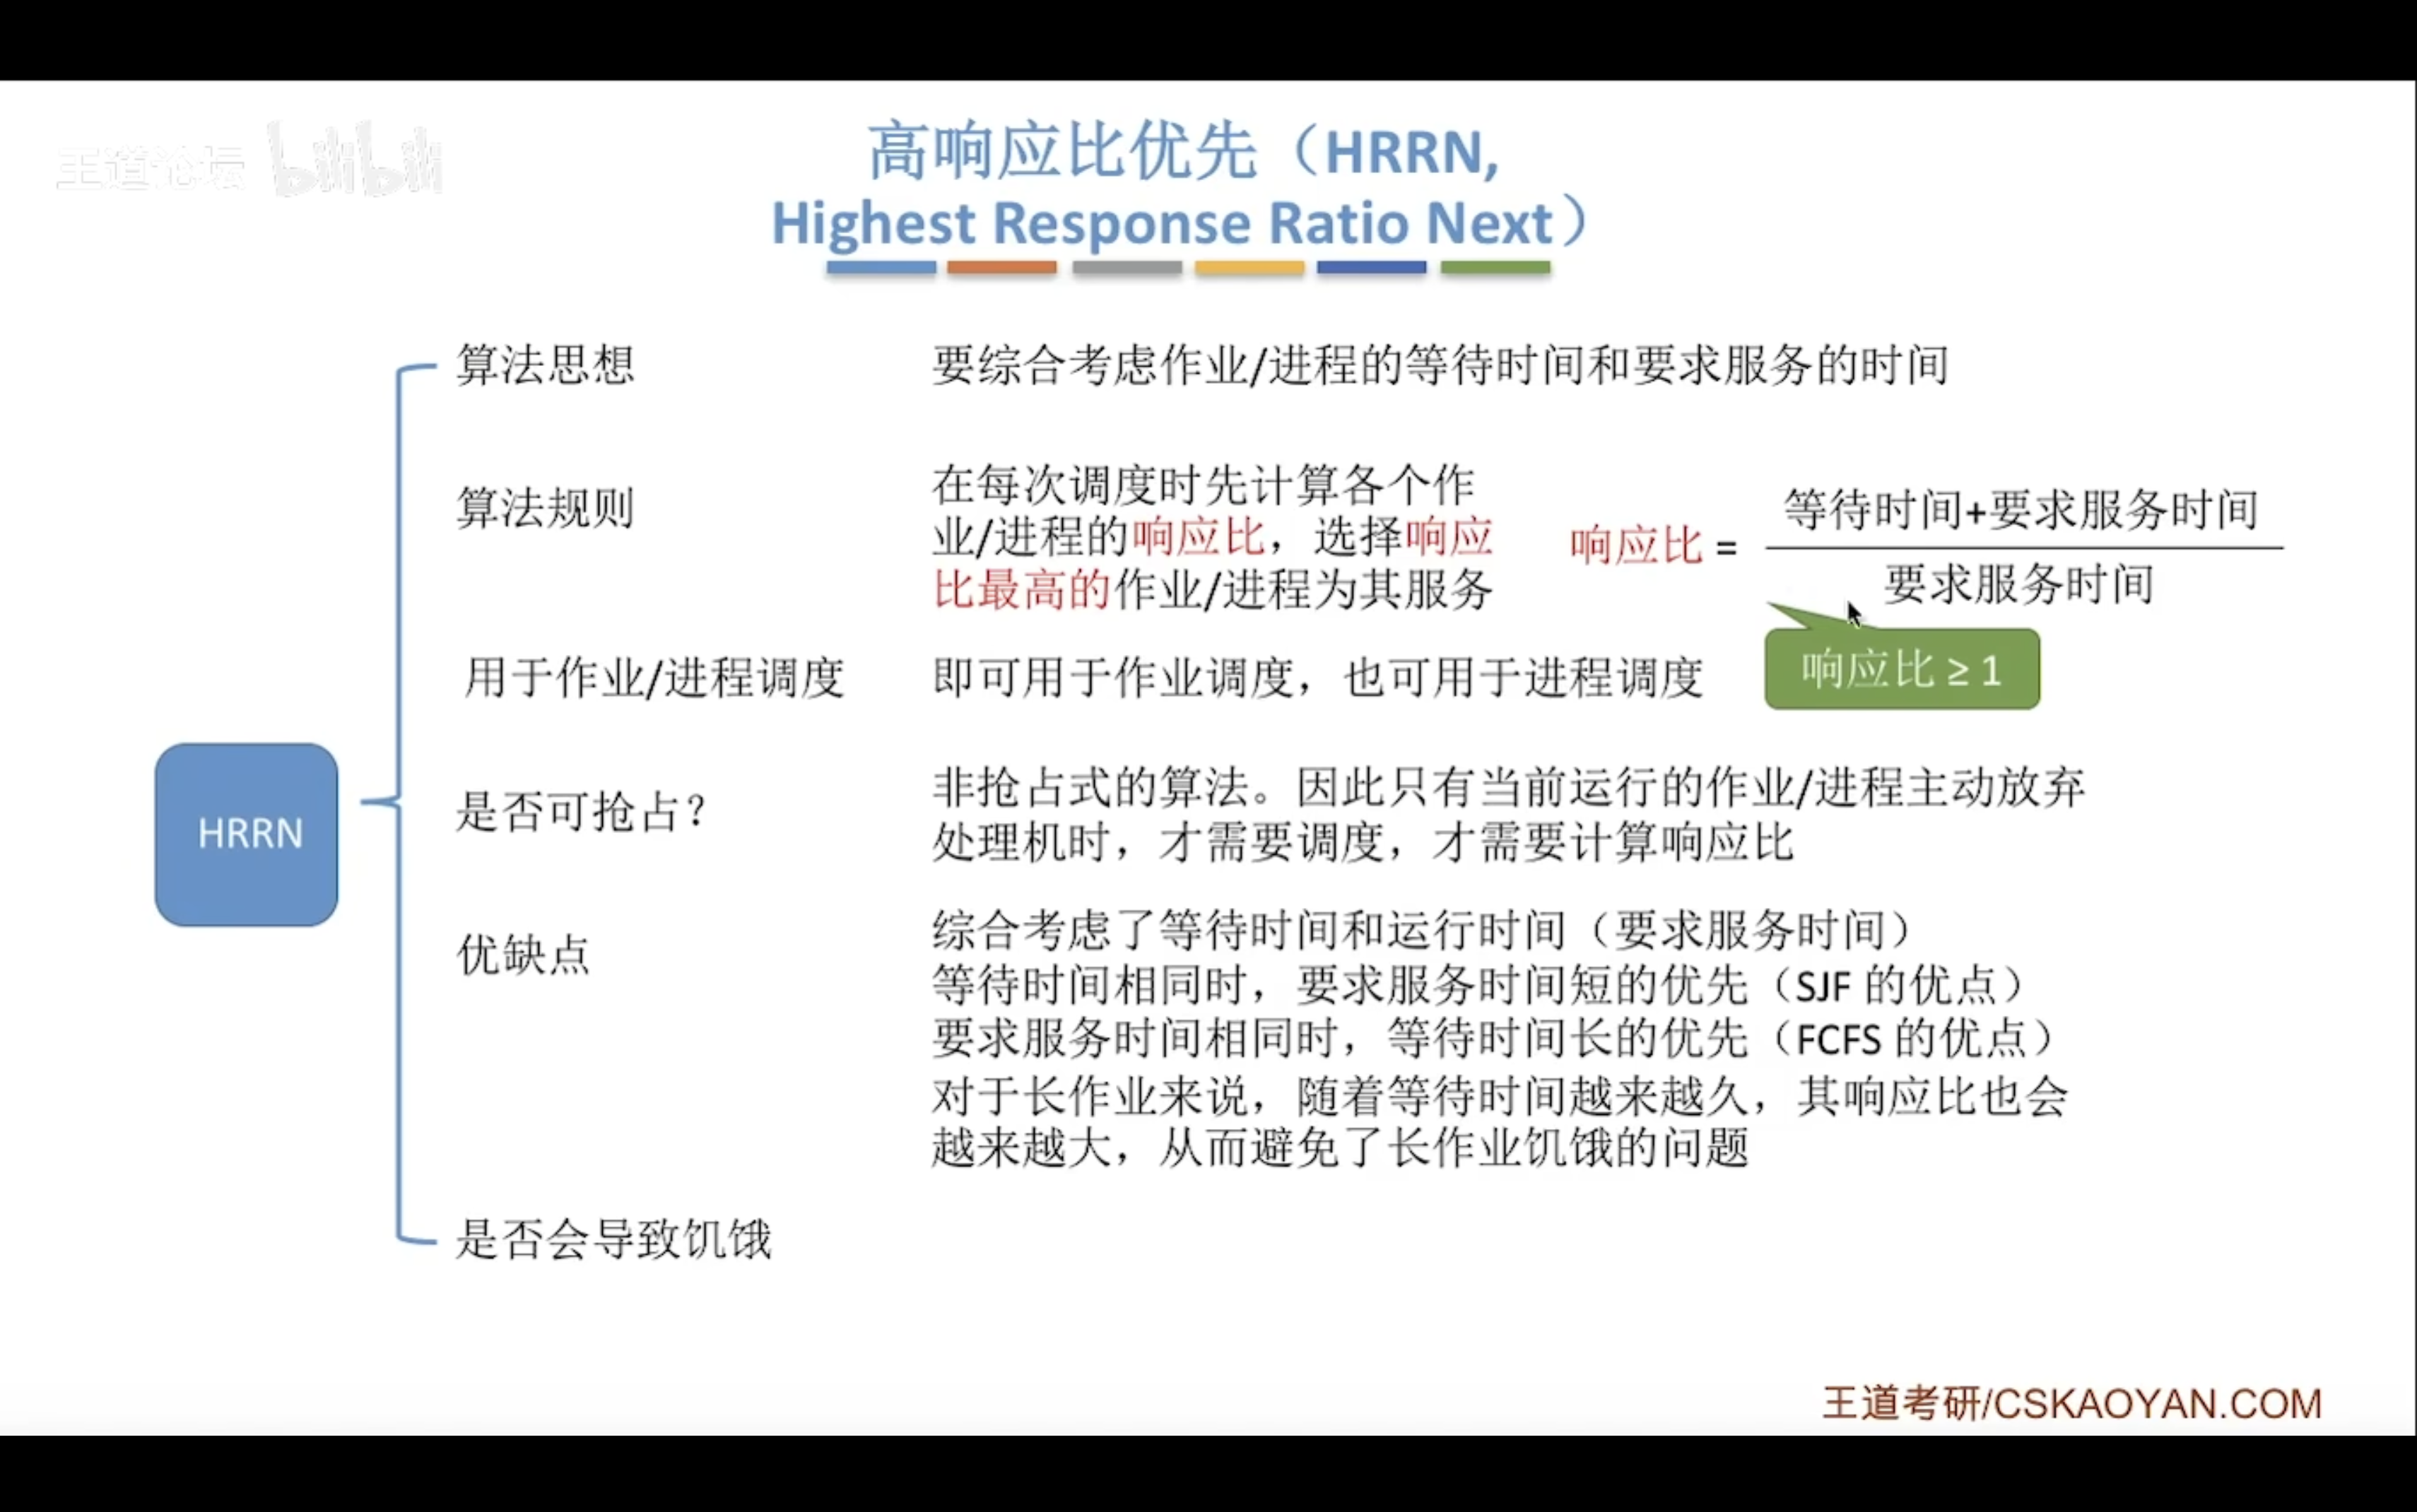 王道论坛 bilibili
高响应比优先（HRRN,
Highest Response Ratio Next）
算法思想
要综合考虑作业/进程的等待时间和要求服务的时间
算法规则
在每次调度时先计算各个作
业/进程的响应比，选择响应
比最高的作业/进程为其服务
响应比 =
等待时间+要求服务时间
要求服务时间
响应比 ≥ 1
用于作业/进程调度
即可用于作业调度，也可用于进程调度
HRRN
是否可抢占？
非抢占式的算法。因此只有当前运行的作业/进程主动放弃
处理机时，才需要调度，才需要计算响应比
优缺点
综合考虑了等待时间和运行时间（要求服务时间）
等待时间相同时，要求服务时间短的优先（SJF 的优点）
要求服务时间相同时，等待时间长的优先（FCFS 的优点）
对于长作业来说，随着等待时间越来越久，其响应比也会
越来越大，从而避免了长作业饥饿的问题
是否会导致饥饿
王道考研/CSKAOYAN.COM